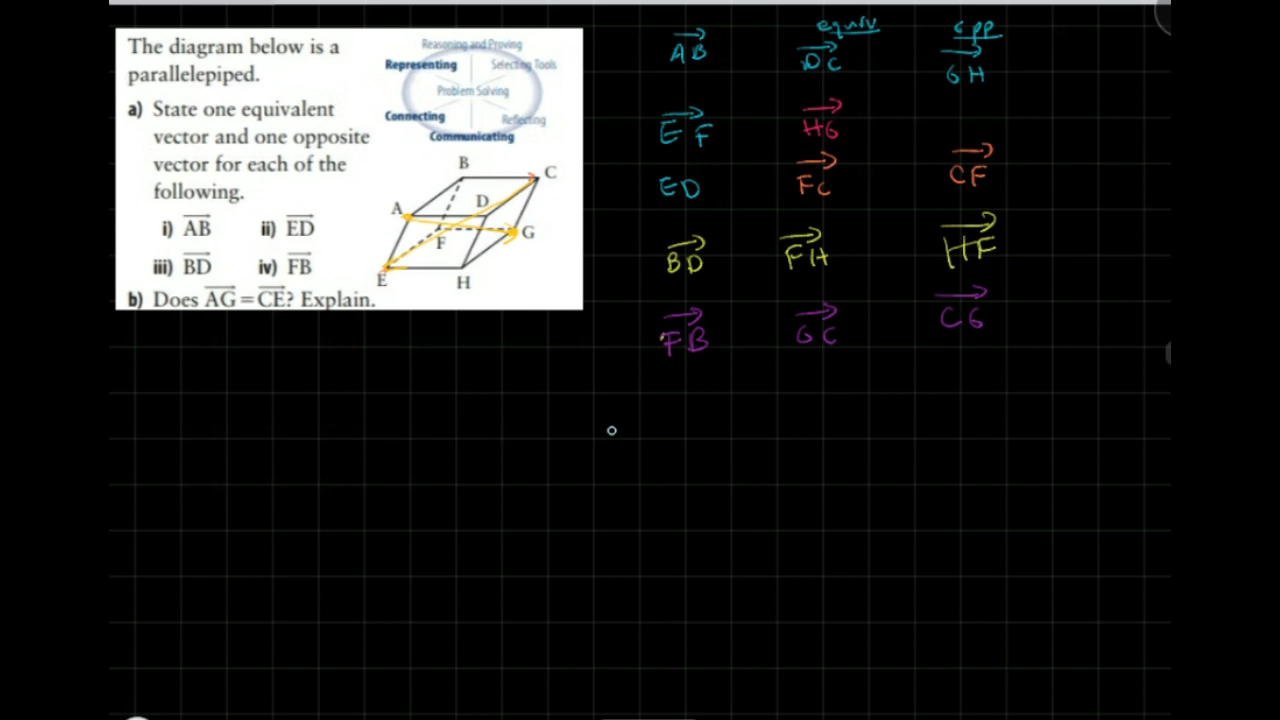 The diagram below is a
parallelepiped.
a) State one equivalent
vector and one opposite
vector for each of the
following.
i) AB ii) ED
iii) BD iv) FB
b) Does AG = CE? Explain.
Reasoning and Proving
Representing Selecting Tools
Problem Solving
Connecting Reflecting
Communicating
B
C
D
A
G
F
E
H
equiv opp
AB DC GH
EF HG
ED FC CF
BD FH HF
FB GC CG